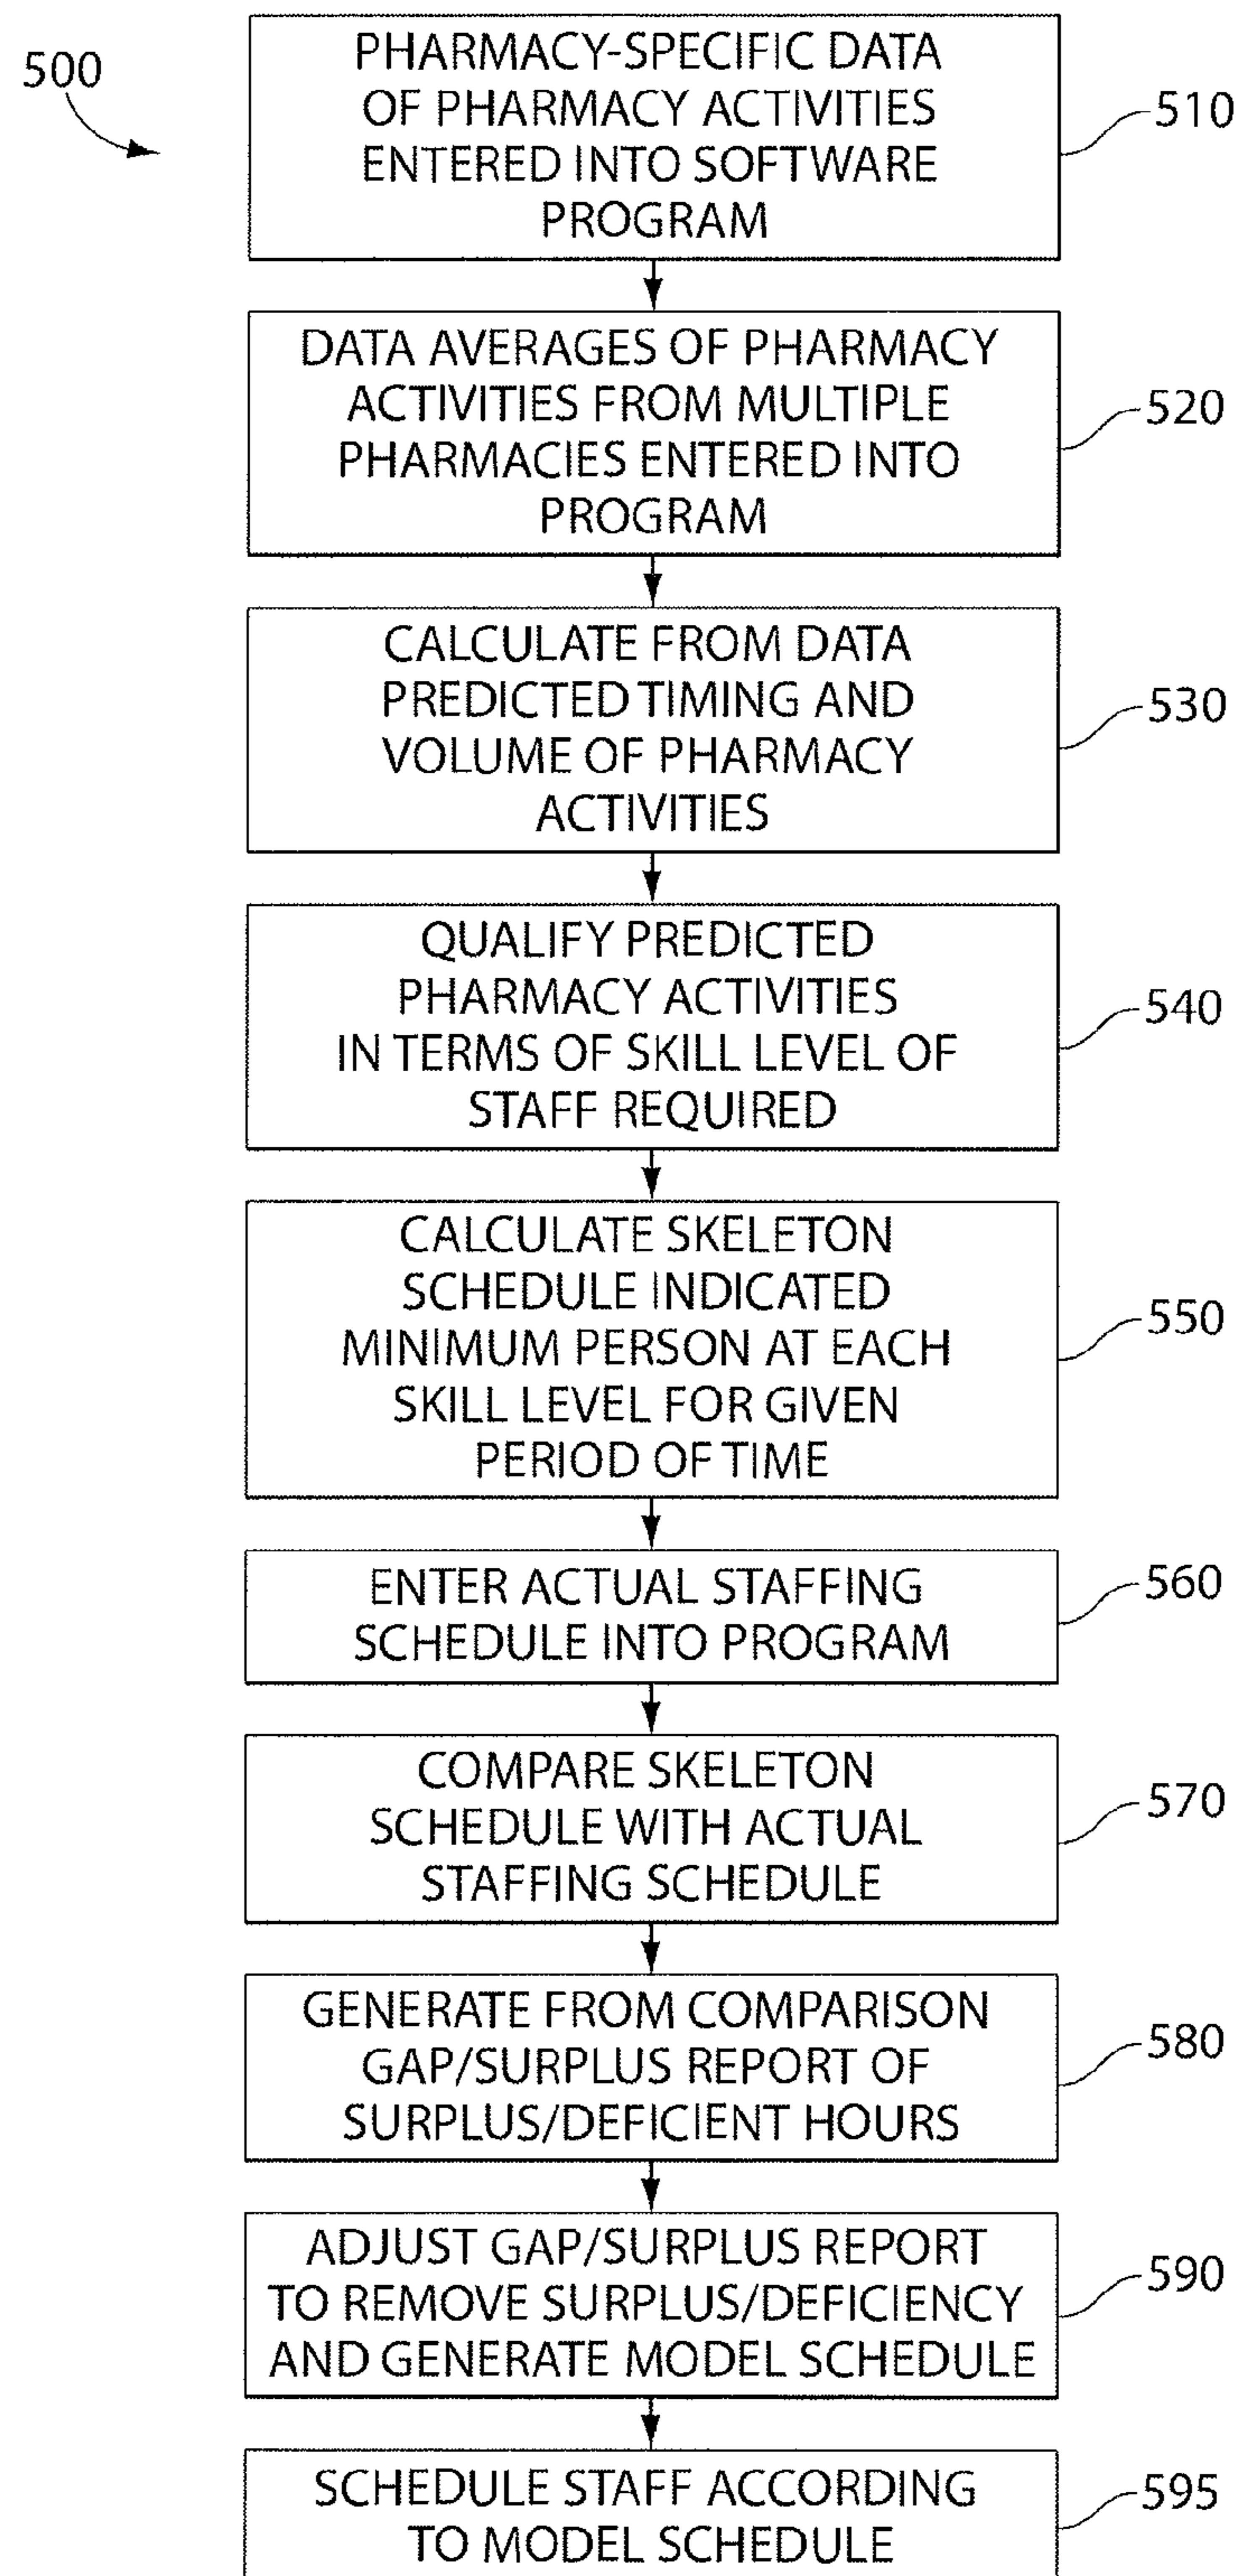 500
PHARMACY-SPECIFIC DATA
OF PHARMACY ACTIVITIES
ENTERED INTO SOFTWARE
PROGRAM
510
DATA AVERAGES OF PHARMACY
ACTIVITIES FROM MULTIPLE
PHARMACIES ENTERED INTO
PROGRAM
520
CALCULATE FROM DATA
PREDICTED TIMING AND
VOLUME OF PHARMACY
ACTIVITIES
530
QUALIFY PREDICTED
PHARMACY ACTIVITIES
IN TERMS OF SKILL LEVEL OF
STAFF REQUIRED
540
CALCULATE SKELETON
SCHEDULE INDICATED
MINIMUM PERSON AT EACH
SKILL LEVEL FOR GIVEN
PERIOD OF TIME
550
ENTER ACTUAL STAFFING
SCHEDULE INTO PROGRAM
560
COMPARE SKELETON
SCHEDULE WITH ACTUAL
STAFFING SCHEDULE
570
GENERATE FROM COMPARISON
GAP/SURPLUS REPORT OF
SURPLUS/DEFICIENT HOURS
580
ADJUST GAP/SURPLUS REPORT
TO REMOVE SURPLUS/DEFICIENCY
AND GENERATE MODEL SCHEDULE
590
SCHEDULE STAFF ACCORDING
TO MODEL SCHEDULE
595